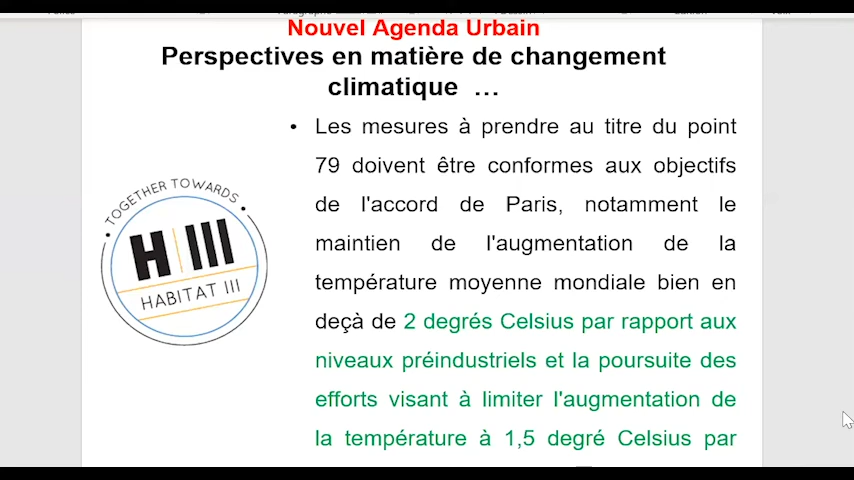 Nouvel Agenda Urbain
Perspectives en matière de changement
climatique ...
• Les mesures à prendre au titre du point
79 doivent être conformes aux objectifs
de l'accord de Paris, notamment le
maintien de l'augmentation de la
température moyenne mondiale bien en
deçà de 2 degrés Celsius par rapport aux
niveaux préindustriels et la poursuite des
efforts visant à limiter l'augmentation de
la température à 1,5 degré Celsius par
• TOGETHER TOWARDS •
H III
HABITAT III